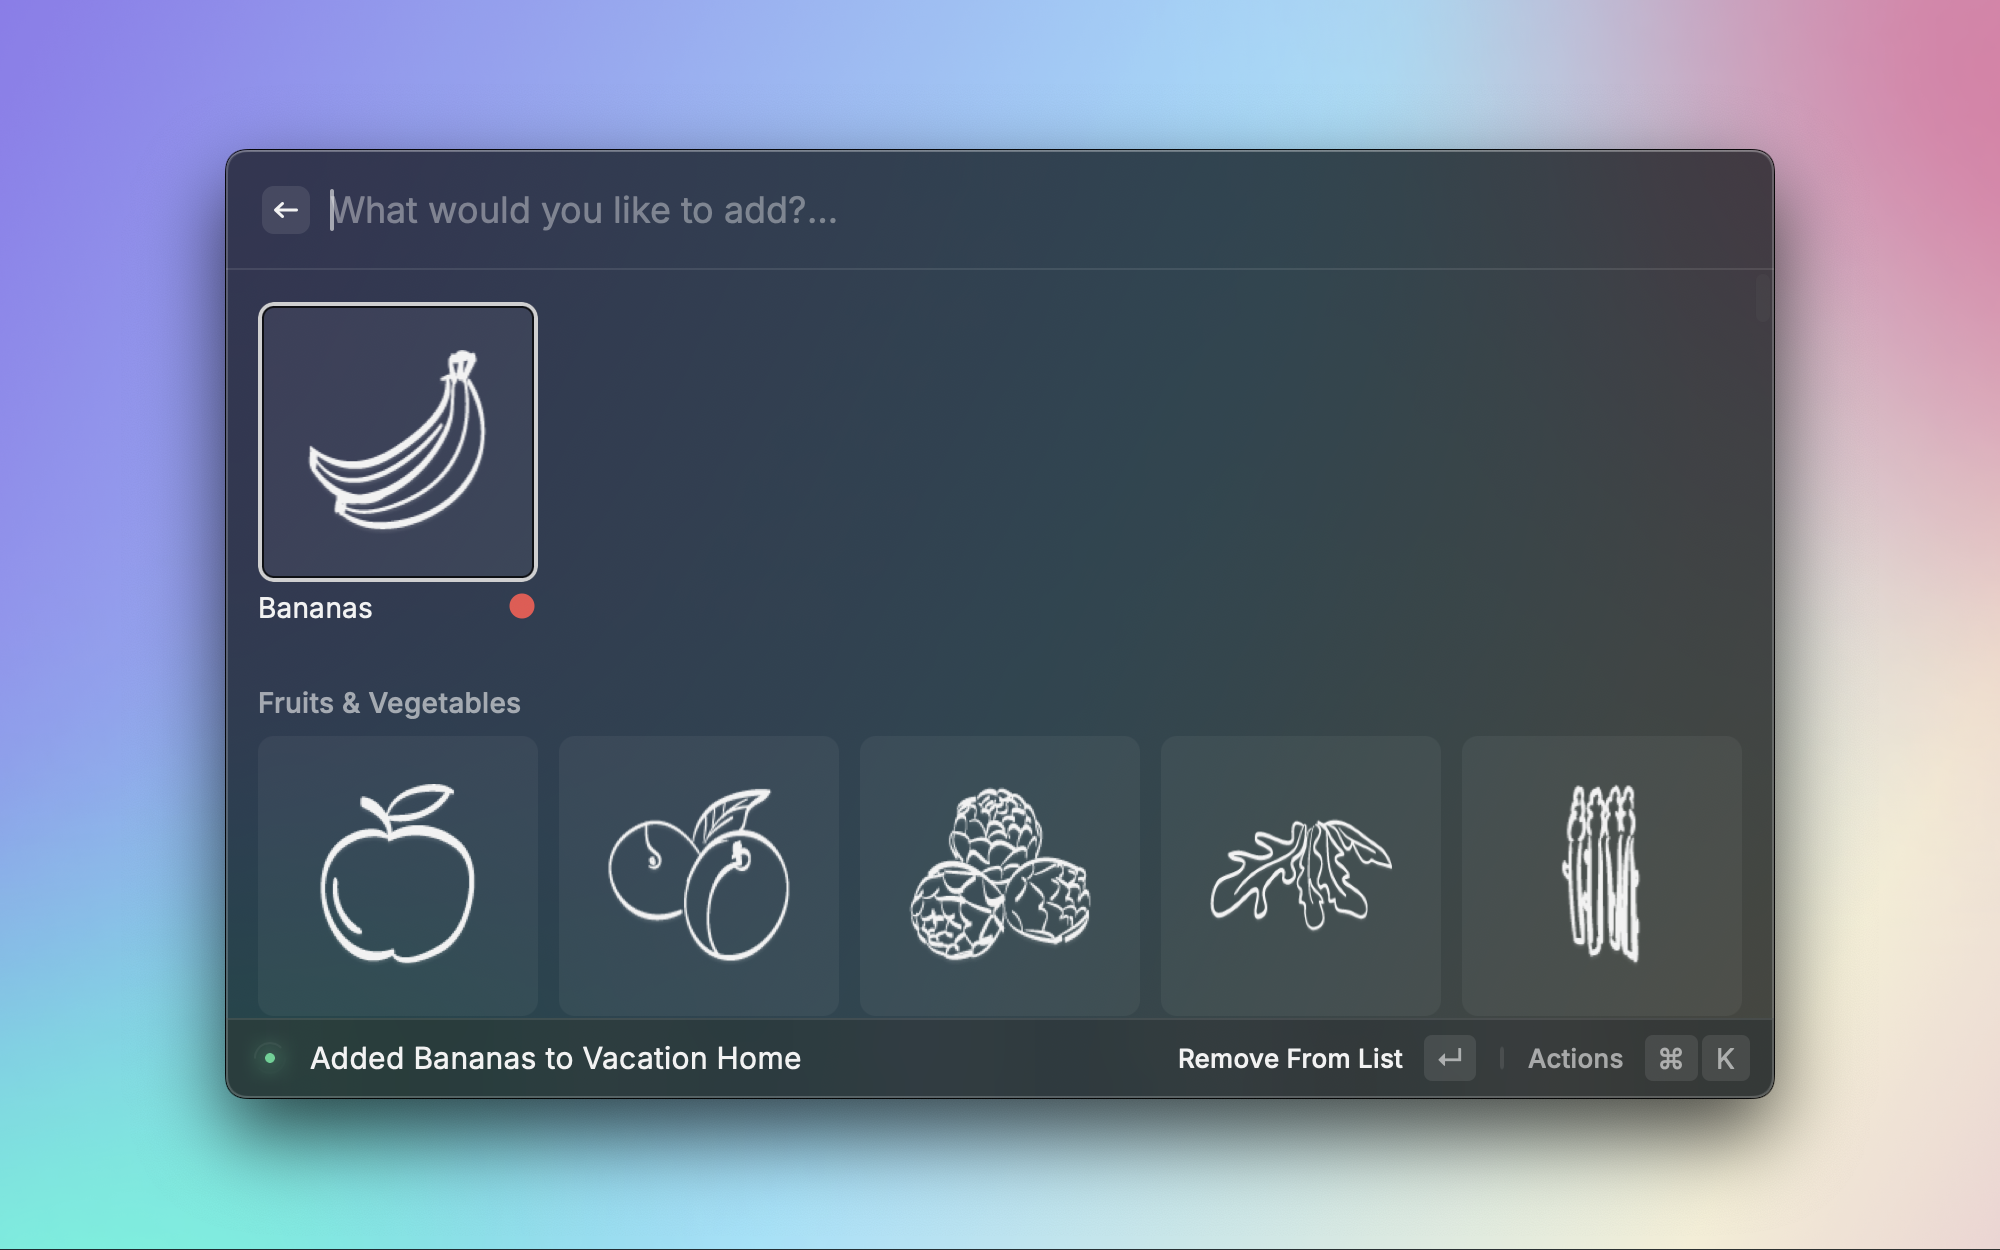 What would you like to add?...
Bananas
Fruits & Vegetables
Added Bananas to Vacation Home
Remove From List
Actions
⌘ K